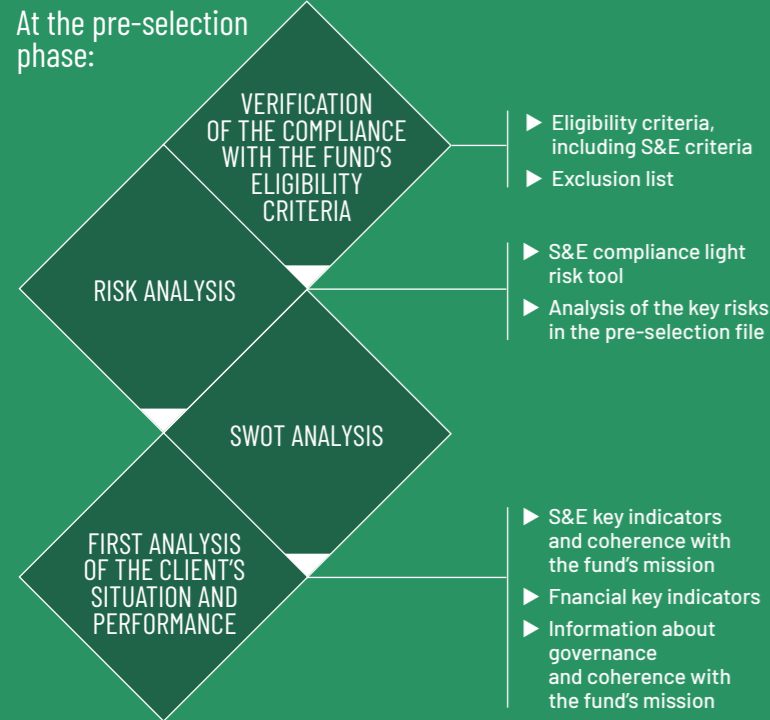 At the pre-selection
phase:
VERIFICATION
OF THE COMPLIANCE
WITH THE FUND'S
ELIGIBILITY
CRITERIA
▶ Eligibility criteria,
including S&E criteria
▶ Exclusion list
RISK ANALYSIS
▶ S&E compliance light
risk tool
▶ Analysis of the key risks
in the pre-selection file
SWOT ANALYSIS
FIRST ANALYSIS
OF THE CLIENT'S
SITUATION AND
PERFORMANCE
▶ S&E key indicators
and coherence with
the fund's mission
▶ Fnancial key indicators
▶ Information about
governance
and coherence with
the fund's mission